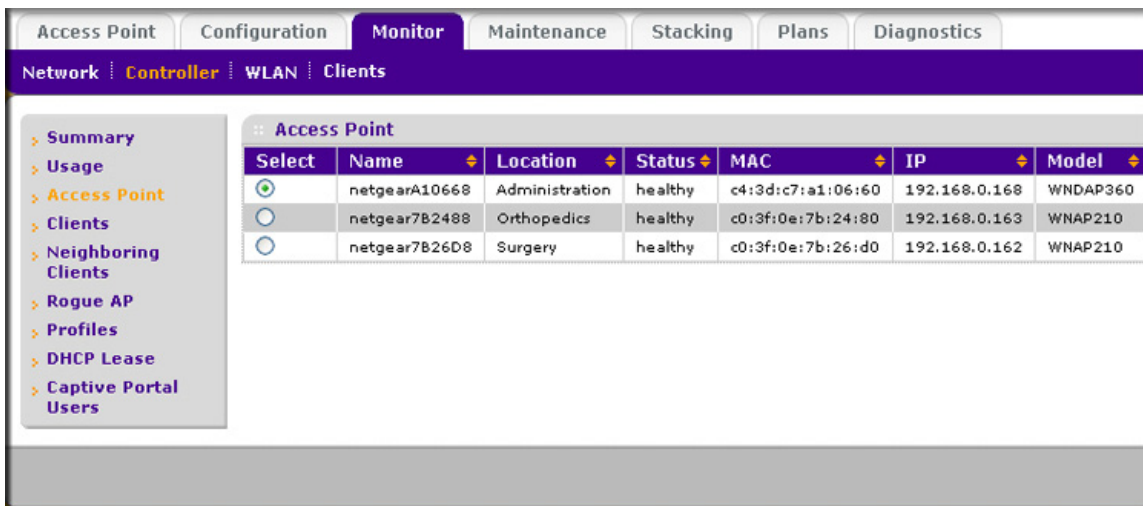 Access Point Configuration Monitor Maintenance Stacking Plans Diagnostics
Network Controller WLAN Clients
Summary
Usage
Access Point
Clients
Neighboring
Clients
Rogue AP
Profiles
DHCP Lease
Captive Portal
Users
Access Point
Select Name Location Status MAC IP Model
netgearA10668 Administration healthy c4:3d:c7:a1:06:60 192.168.0.168 WNDAP360
netgear7B2488 Orthopedics healthy c0:3f:0e:7b:24:80 192.168.0.163 WNAP210
netgear7B26D8 Surgery healthy c0:3f:0e:7b:26:d0 192.168.0.162 WNAP210